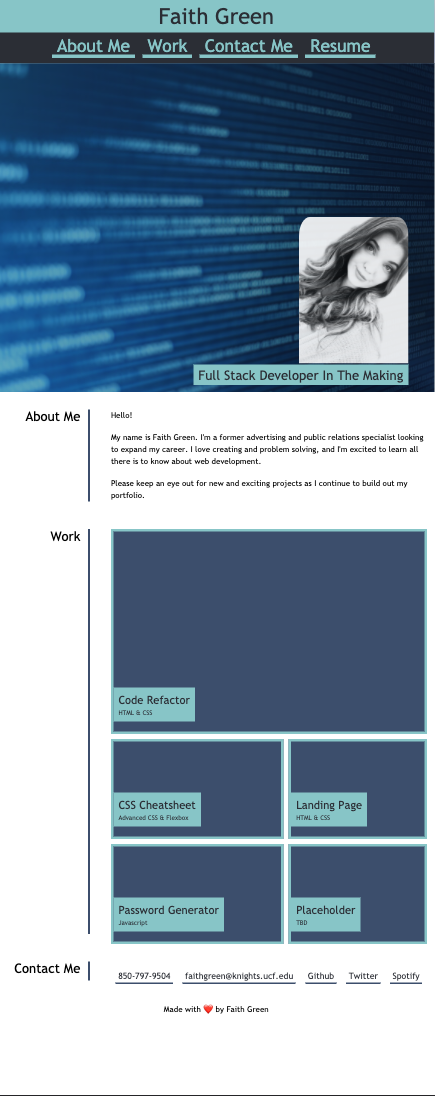 Faith Green
About Me Work Contact Me Resume
Full Stack Developer In The Making
About Me
Hello!
My name is Faith Green. I'm a former advertising and public relations specialist looking
to expand my career. I love creating and problem solving, and I'm excited to learn all
there is to know about web development.
Please keep an eye out for new and exciting projects as I continue to build out my
portfolio.
Work
Code Refactor
HTML & CSS
CSS Cheatsheet
Advanced CSS & Flexbox
Landing Page
HTML & CSS
Password Generator
Javascript
Placeholder
TBD
Contact Me
850-797-9504 faithgreen@knights.ucf.edu Github Twitter Spotify
Made with ❤️ by Faith Green